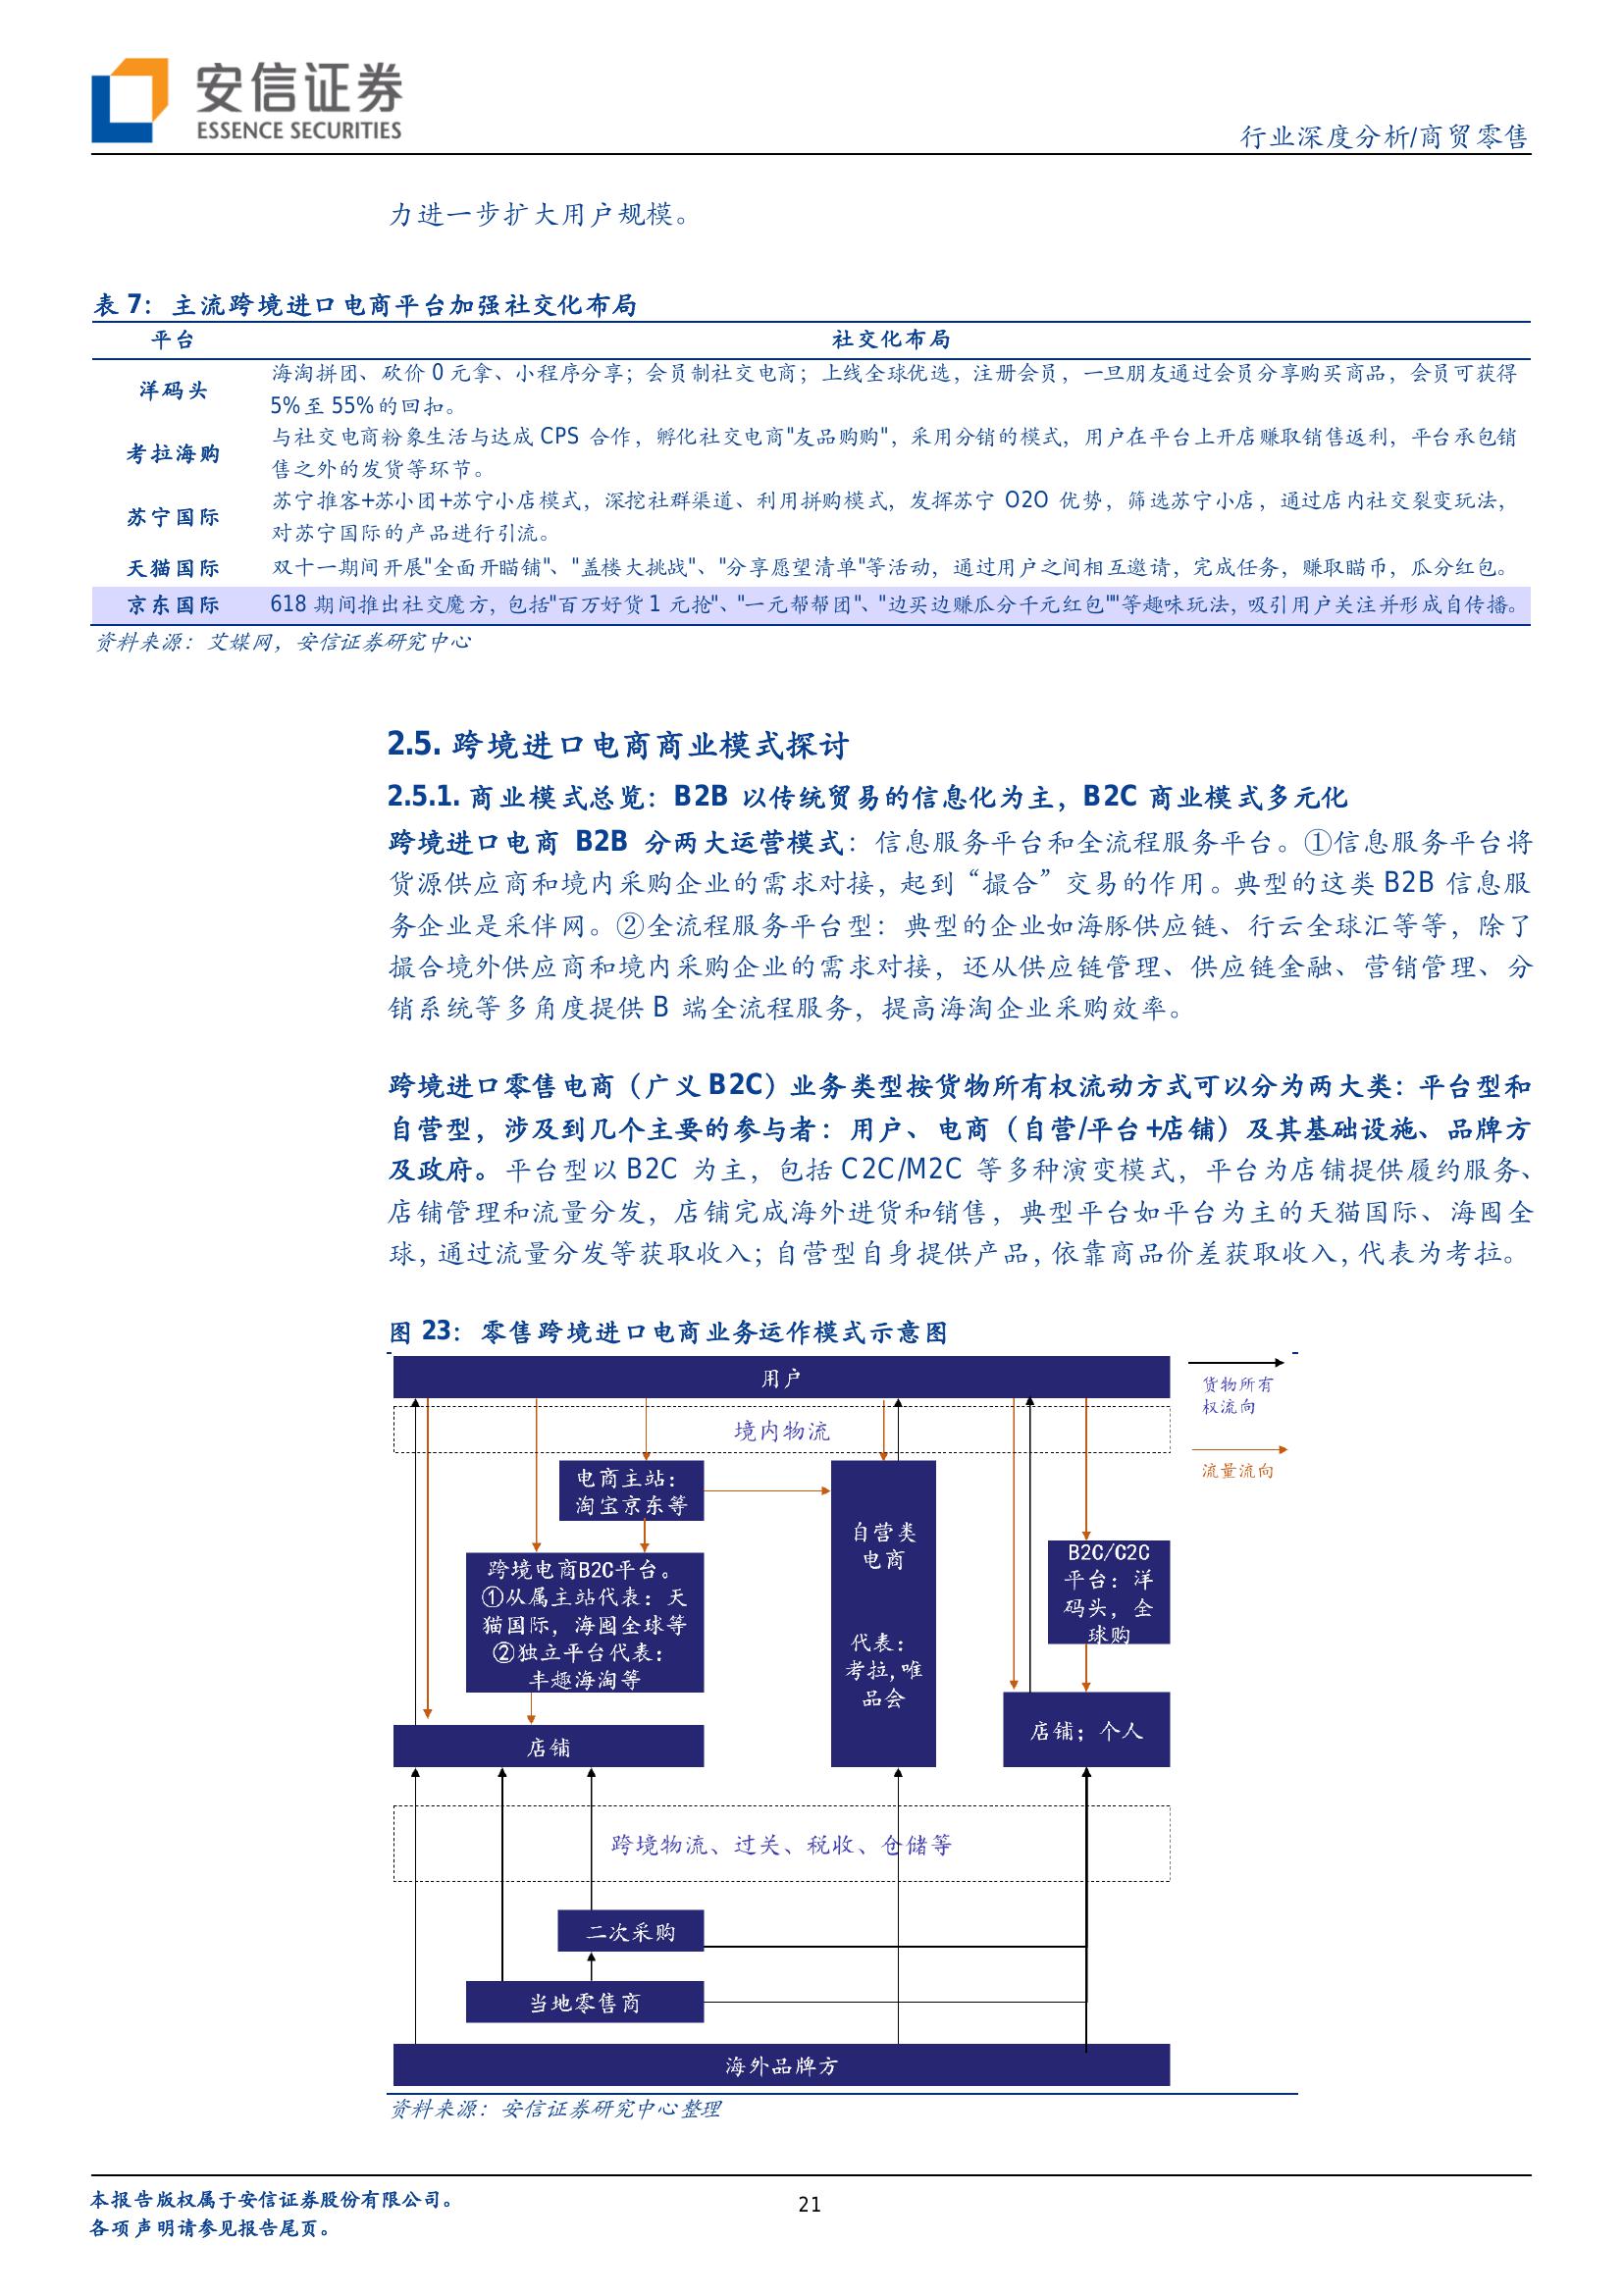 安信证券
ESSENCE SECURITIES
行业深度分析/商贸零售
力进一步扩大用户规模。
表 7：主流跨境进口电商平台加强社交化布局
平台 社交化布局
洋码头 海淘拼团、砍价 0 元拿、小程序分享；会员制社交电商；上线全球优选，注册会员，一旦朋友通过会员分享购买商品，会员可获得
5%至 55%的回扣。
考拉海购 与社交电商粉象生活与达成 CPS 合作，孵化社交电商"友品购购"，采用分销的模式，用户在平台上开店赚取销售返利，平台承包销
售之外的发货等环节。
苏宁国际 苏宁推客+苏小团+苏宁小店模式，深挖社群渠道、利用拼购模式，发挥苏宁 O2O 优势，筛选苏宁小店，通过店内社交裂变玩法，
对苏宁国际的产品进行引流。
天猫国际 双十一期间开展"全面开瞄铺"、"盖楼大挑战"、"分享愿望清单"等活动，通过用户之间相互邀请，完成任务，赚取瞄币，瓜分红包。
京东国际 618 期间推出社交魔方，包括"百万好货 1 元抢"、"一元帮帮团"、"边买边赚瓜分千元红包""等趣味玩法，吸引用户关注并形成自传播。
资料来源：艾媒网，安信证券研究中心
2.5. 跨境进口电商商业模式探讨
2.5.1. 商业模式总览：B2B 以传统贸易的信息化为主，B2C 商业模式多元化
跨境进口电商 B2B 分两大运营模式：信息服务平台和全流程服务平台。①信息服务平台将
货源供应商和境内采购企业的需求对接，起到“撮合”交易的作用。典型的这类 B2B 信息服
务企业是采伴网。②全流程服务平台型：典型的企业如海豚供应链、行云全球汇等等，除了
撮合境外供应商和境内采购企业的需求对接，还从供应链管理、供应链金融、营销管理、分
销系统等多角度提供 B 端全流程服务，提高海淘企业采购效率。
跨境进口零售电商（广义 B2C）业务类型按货物所有权流动方式可以分为两大类：平台型和
自营型，涉及到几个主要的参与者：用户、电商（自营/平台+店铺）及其基础设施、品牌方
及政府。平台型以 B2C 为主，包括 C2C/M2C 等多种演变模式，平台为店铺提供履约服务、
店铺管理和流量分发，店铺完成海外进货和销售，典型平台如平台为主的天猫国际、海囤全
球，通过流量分发等获取收入；自营型自身提供产品，依靠商品价差获取收入，代表为考拉。
图 23：零售跨境进口电商业务运作模式示意图
用户
货物所有
权流向
境内物流
流量流向
电商主站：
淘宝京东等
自营类
电商
代表：
考拉，唯
品会
B2C/C2C
平台：洋
码头，全
球购
跨境电商B2C平台。
①从属主站代表：天
猫国际，海囤全球等
②独立平台代表：
丰趣海淘等
店铺；个人
店铺
跨境物流、过关、税收、仓储等
二次采购
当地零售商
海外品牌方
资料来源：安信证券研究中心整理
本报告版权属于安信证券股份有限公司。
各项声明请参见报告尾页。
21